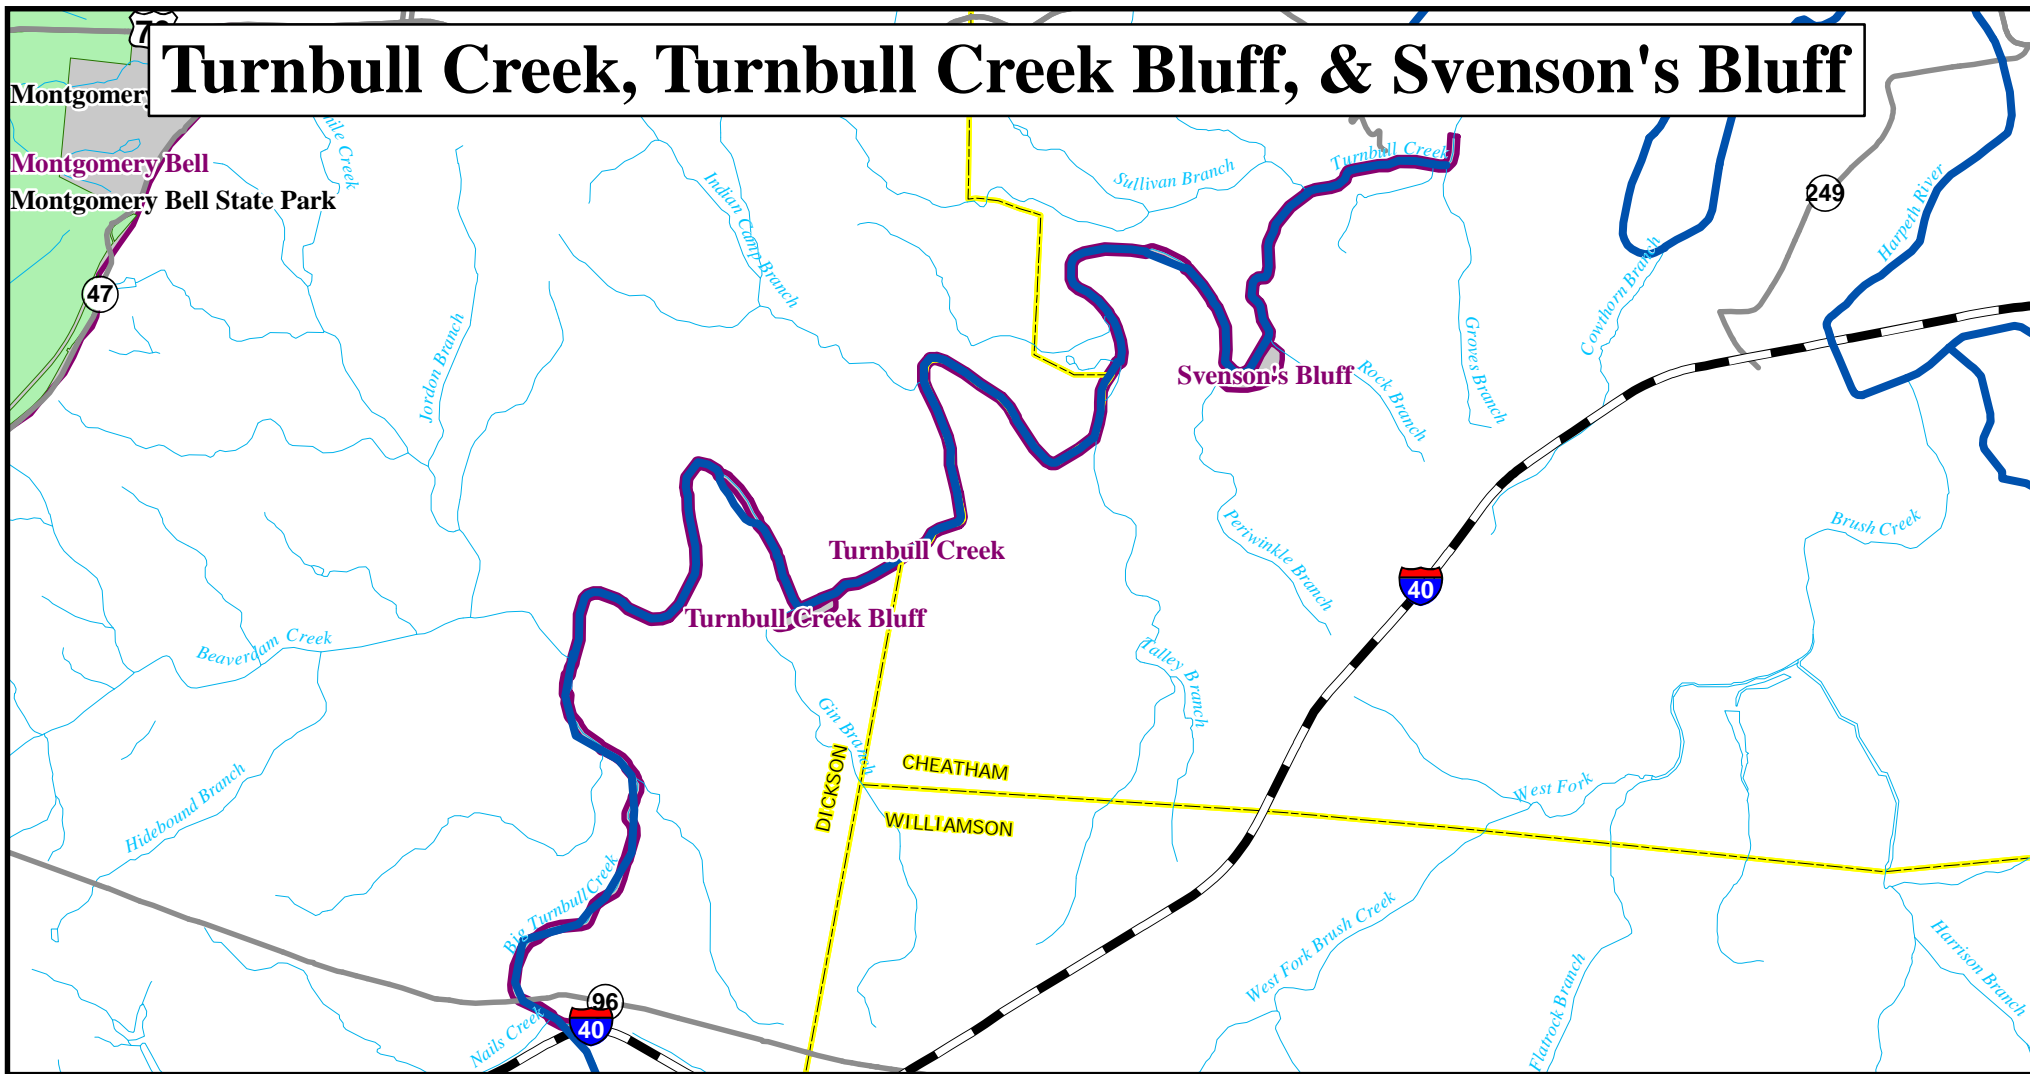 Turnbull Creek, Turnbull Creek Bluff, & Svenson's Bluff
Montgomery
Montgomery Bell
Montgomery Bell State Park
47
Jordon Branch
Indian Camp Branch
Sullivan Branch
Turnbull Creek
249
Harpeth River
Cowthorn Branch
Groves Branch
Svenson's Bluff
Rock Branch
Brush Creek
Periwinkle Branch
Turnbull Creek
40
Turnbull Creek Bluff
Beaverdam Creek
Talley Branch
Gin Branch
DICKSON
CHEATHAM
WILLIAMSON
West Fork
Hidebound Branch
Big Turnbull Creek
West Fork Brush Creek
Harrison Branch
Flatrock Branch
96
40
Nails Creek